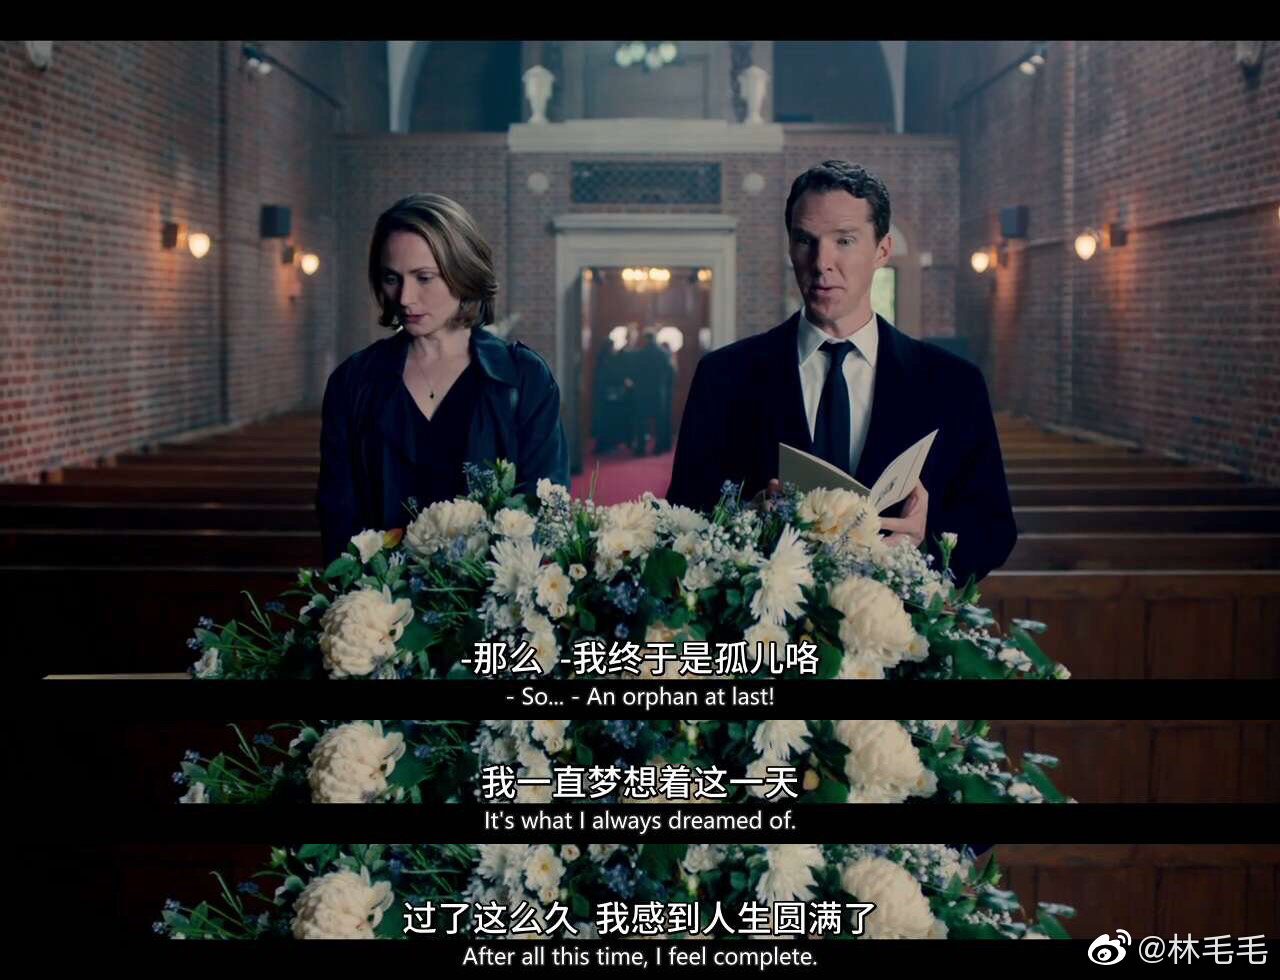 -那么 -我终于是孤儿咯
- So... - An orphan at last!
我一直梦想着这一天
It's what I always dreamed of.
过了这么久 我感到人生圆满了
After all this time, I feel complete.
@林毛毛